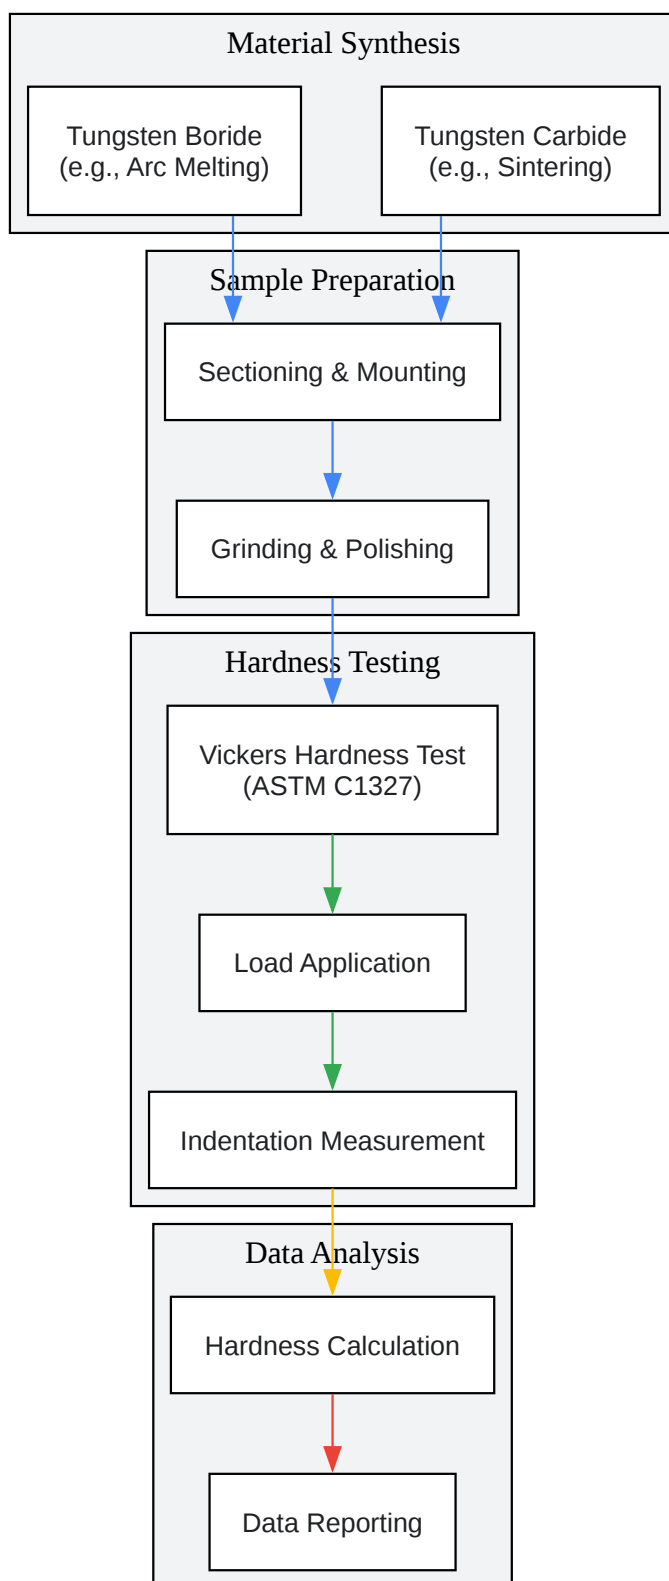 Material Synthesis
Tungsten Boride
(e.g., Arc Melting)
Tungsten Carbide
(e.g., Sintering)
Sample Preparation
Sectioning & Mounting
Grinding & Polishing
Hardness Testing
Vickers Hardness Test
(ASTM C1327)
Load Application
Indentation Measurement
Data Analysis
Hardness Calculation
Data Reporting